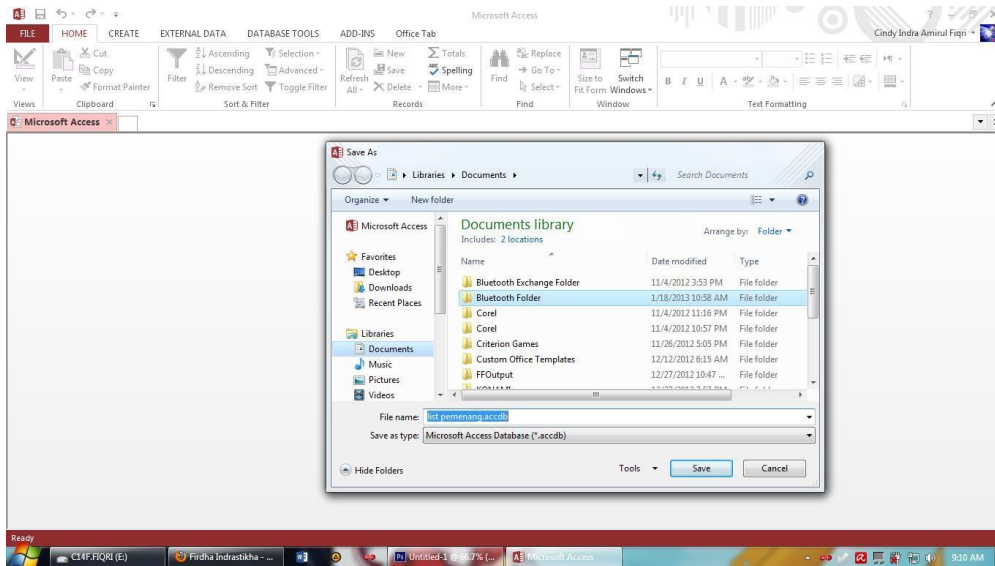 Microsoft Access
FILE HOME CREATE EXTERNAL DATA DATABASE TOOLS ADD-INS Office Tab
Cindy Indra Amirul Fiqri
View
Views
Paste
Cut
Copy
Format Painter
Clipboard
Filter
Ascending
Descending
Remove Sort
Selection
Advanced
Toggle Filter
Sort & Filter
Refresh All
New
Save
Delete
Totals
Spelling
More
Records
Find
Replace
Go To
Select
Find
Size to Fit Form
Switch Windows
Window
B I U A
Text Formatting
Microsoft Access
Save As
Libraries Documents
Search Documents
Organize New folder
Microsoft Access
Favorites
Desktop
Downloads
Recent Places
Libraries
Documents
Music
Pictures
Videos
Documents library
Includes: 2 locations
Arrange by: Folder
Name Date modified Type
Bluetooth Exchange Folder 11/4/2012 3:53 PM File folder
Bluetooth Folder 1/18/2013 10:58 AM File folder
Corel 11/4/2012 11:16 PM File folder
Corel 11/4/2012 10:57 PM File folder
Criterion Games 11/26/2012 5:05 PM File folder
Custom Office Templates 12/12/2012 6:15 AM File folder
FFOutput 12/27/2012 10:47 ... File folder
File name: list pemenang.accdb
Save as type: Microsoft Access Database (*.accdb)
Hide Folders Tools Save Cancel
Ready
C14F.FIQRI (E:) Firdha Indrastikha - ... Untitled-1 @ 66.7% (... Microsoft Access 9:10 AM